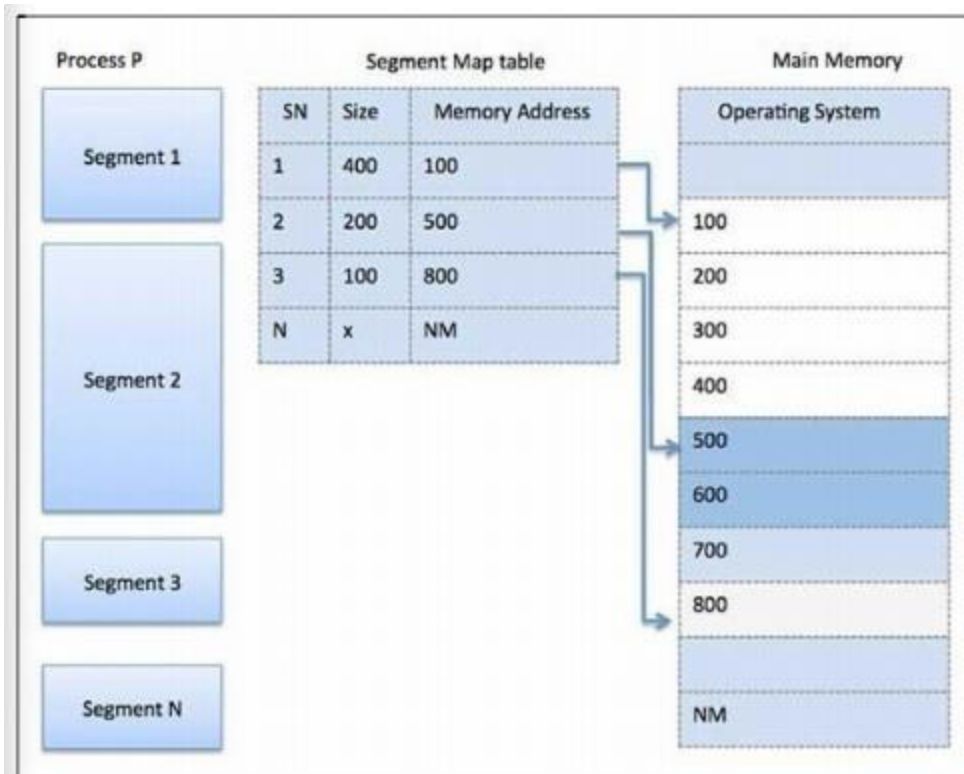 Process P
Segment 1
Segment 2
Segment 3
Segment N
Segment Map table
SN Size Memory Address
1 400 100
2 200 500
3 100 800
N x NM
Main Memory
Operating System
100
200
300
400
500
600
700
800
NM